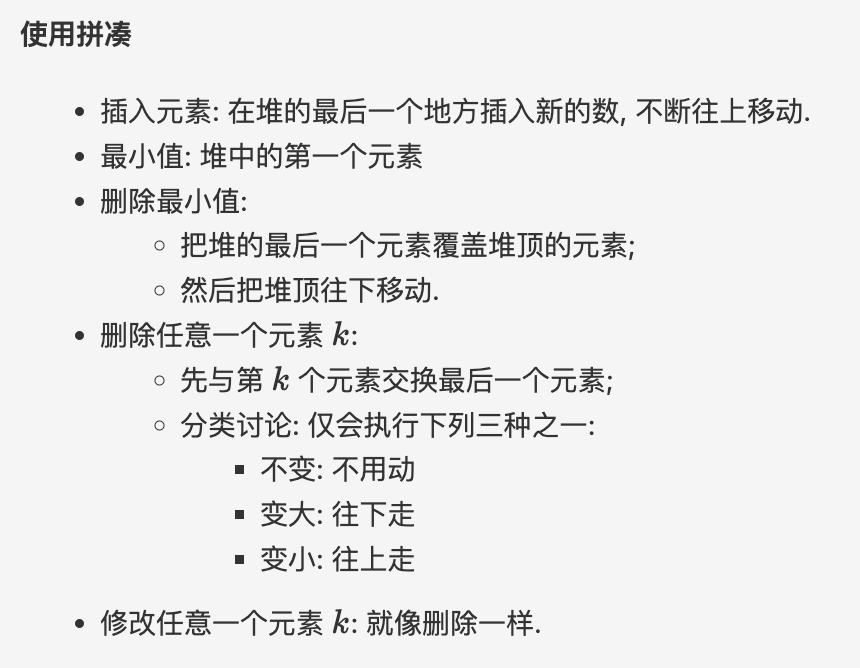 使用拼凑
• 插入元素: 在堆的最后一个地方插入新的数, 不断往上移动.
• 最小值: 堆中的第一个元素
• 删除最小值:
◦ 把堆的最后一个元素覆盖堆顶的元素;
◦ 然后把堆顶往下移动.
• 删除任意一个元素 k:
◦ 先与第 k 个元素交换最后一个元素;
◦ 分类讨论: 仅会执行下列三种之一:
▪ 不变: 不用动
▪ 变大: 往下走
▪ 变小: 往上走
• 修改任意一个元素 k: 就像删除一样.